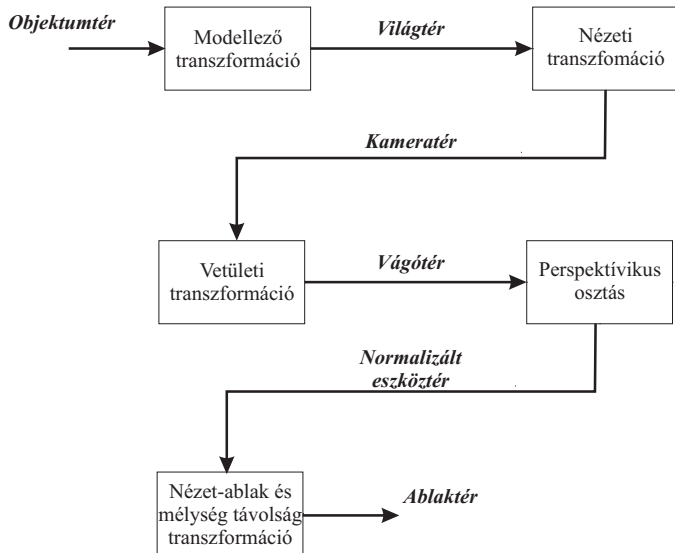 Objektumtér
Modellező
transzformáció
Világtér
Nézeti
transzfomáció
Kameratér
Vetületi
transzformáció
Vágótér
Perspektívikus
osztás
Normalizált
eszköztér
Nézet-ablak és
mélység távolság
transzformáció
Ablaktér